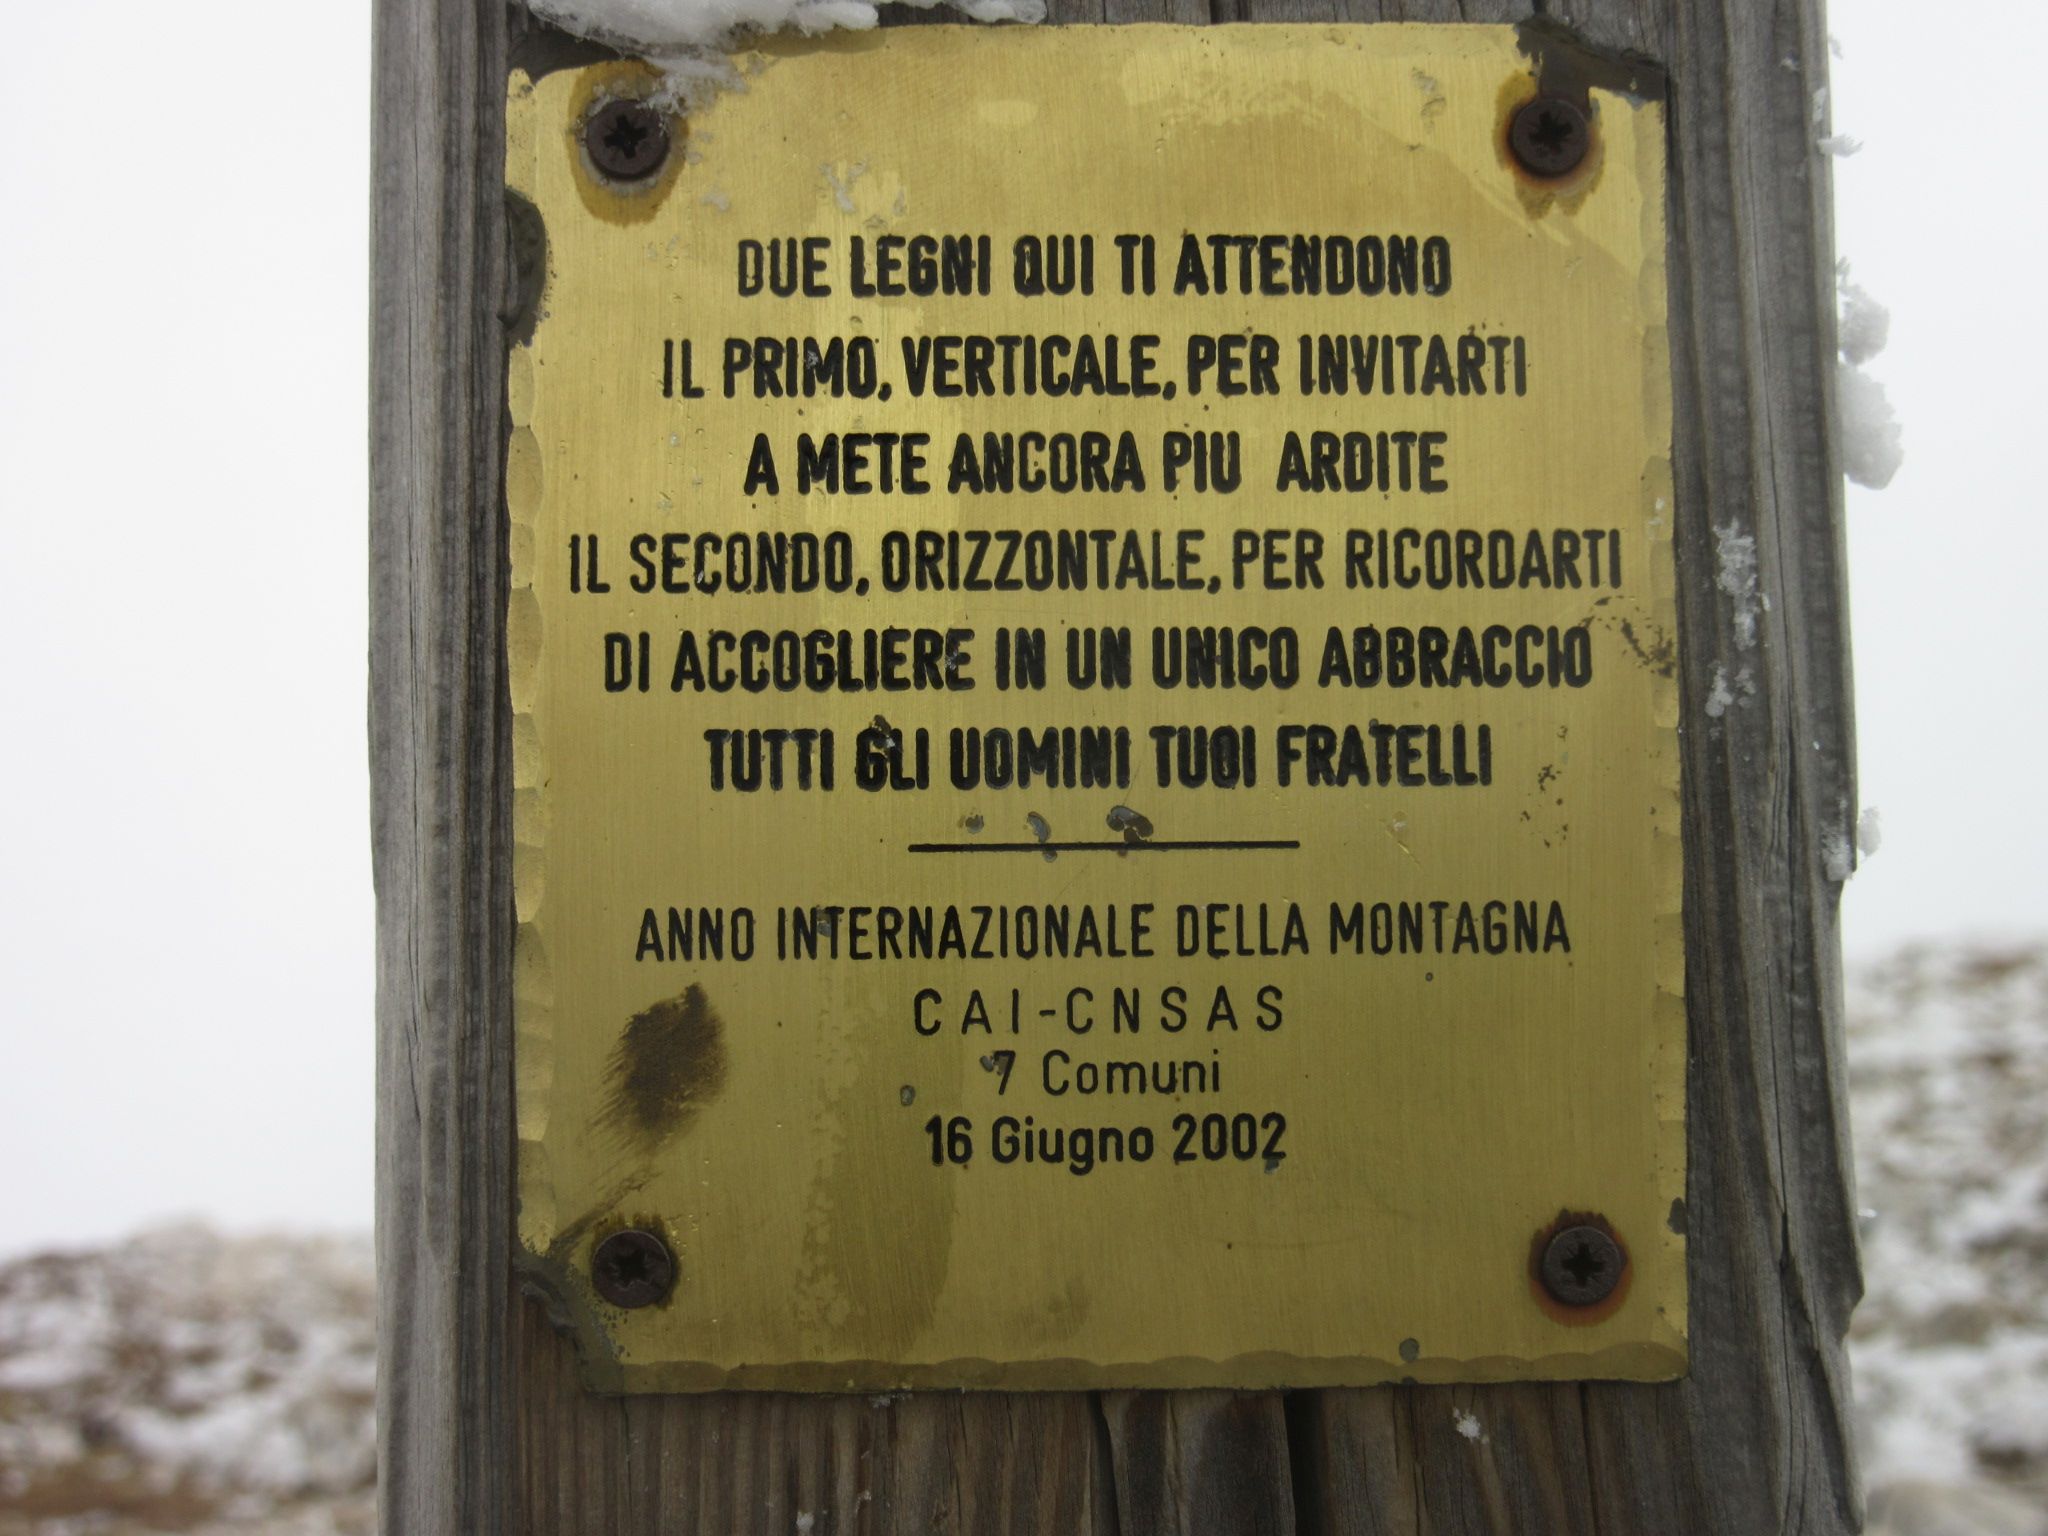 DUE LEGNI QUI TI ATTENDONO
IL PRIMO, VERTICALE, PER INVITARTI
A METE ANCORA PIU ARDITE
IL SECONDO, ORIZZONTALE, PER RICORDARTI
DI ACCOGLIERE IN UN UNICO ABBRACCIO
TUTTI GLI UOMINI TUOI FRATELLI
ANNO INTERNAZIONALE DELLA MONTAGNA
CAI-CNSAS
7 Comuni
16 Giugno 2002